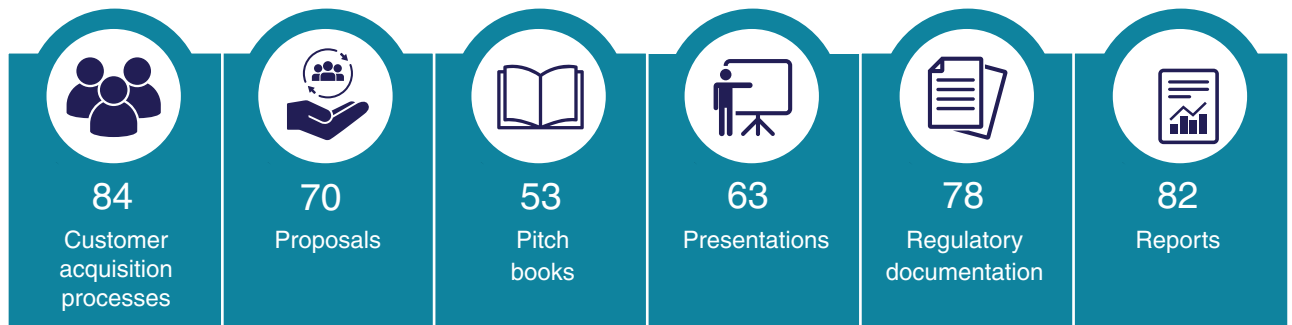 84
Customer
acquisition
processes
70
Proposals
53
Pitch
books
63
Presentations
78
Regulatory
documentation
82
Reports